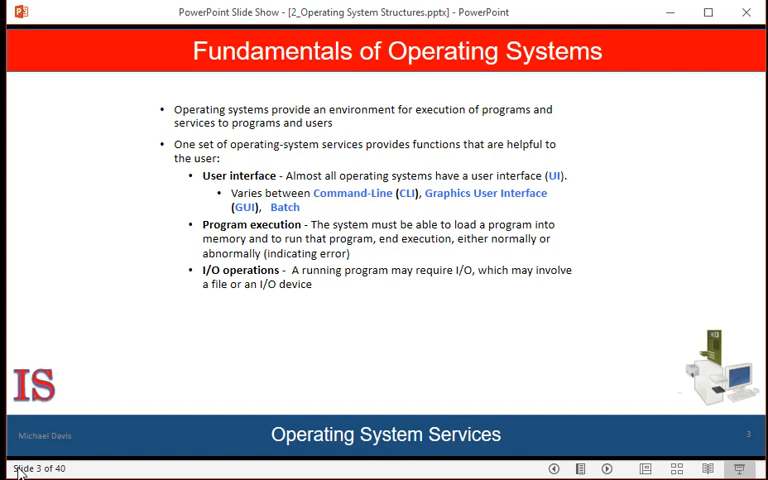 PowerPoint Slide Show - [2_Operating System Structures.pptx] - PowerPoint
Fundamentals of Operating Systems
• Operating systems provide an environment for execution of programs and
services to programs and users
• One set of operating-system services provides functions that are helpful to
the user:
• User interface - Almost all operating systems have a user interface (UI).
• Varies between Command-Line (CLI), Graphics User Interface
(GUI), Batch
• Program execution - The system must be able to load a program into
memory and to run that program, end execution, either normally or
abnormally (indicating error)
• I/O operations - A running program may require I/O, which may involve
a file or an I/O device
IS
Michael Davis
Operating System Services
3
Slide 3 of 40